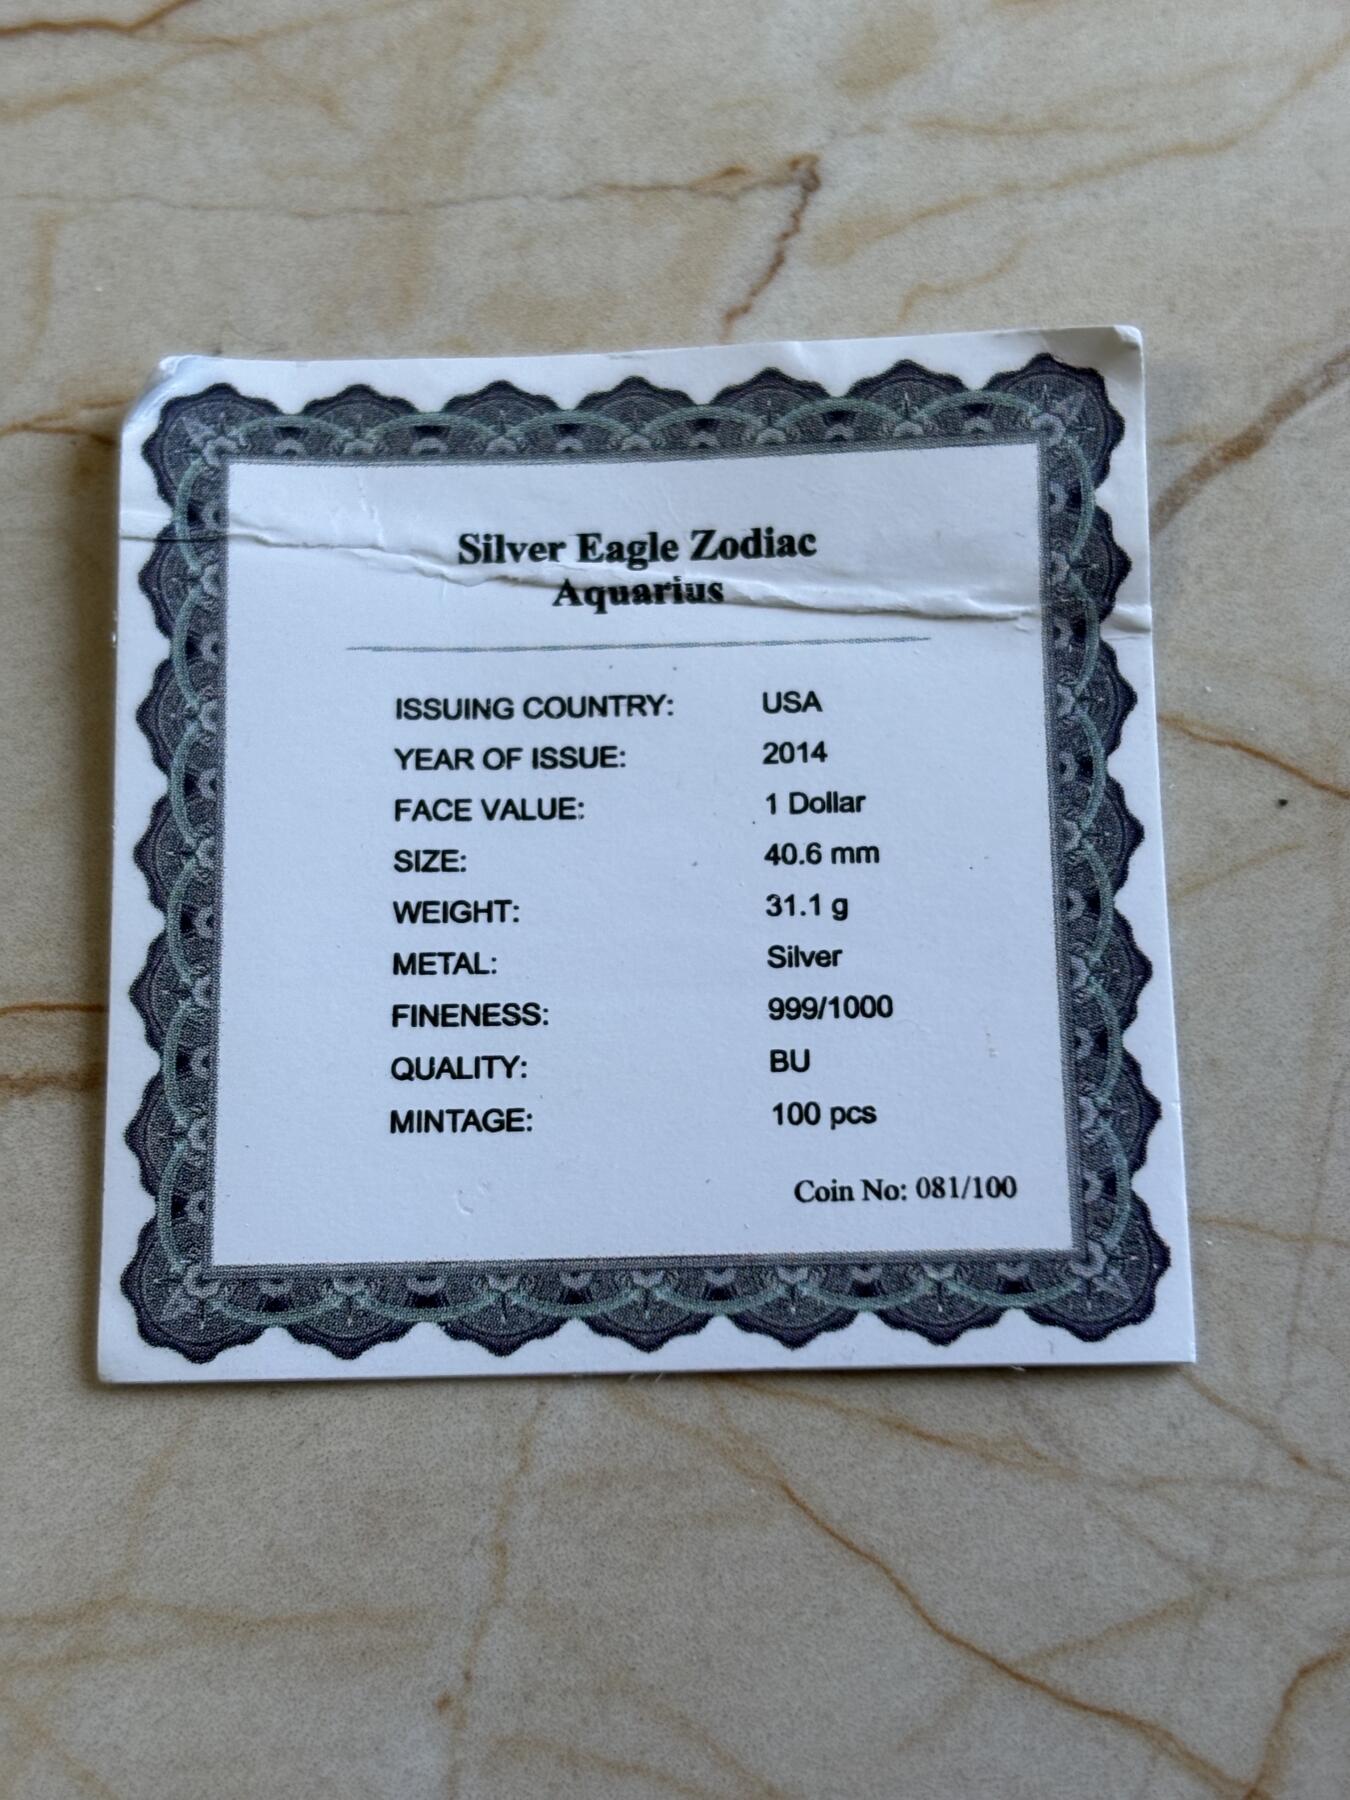 Silver Eagle Zodiac
Aquarius
ISSUING COUNTRY: USA
YEAR OF ISSUE: 2014
FACE VALUE: 1 Dollar
SIZE: 40.6 mm
WEIGHT: 31.1 g
METAL: Silver
FINENESS: 999/1000
QUALITY: BU
MINTAGE: 100 pcs
Coin No: 081/100